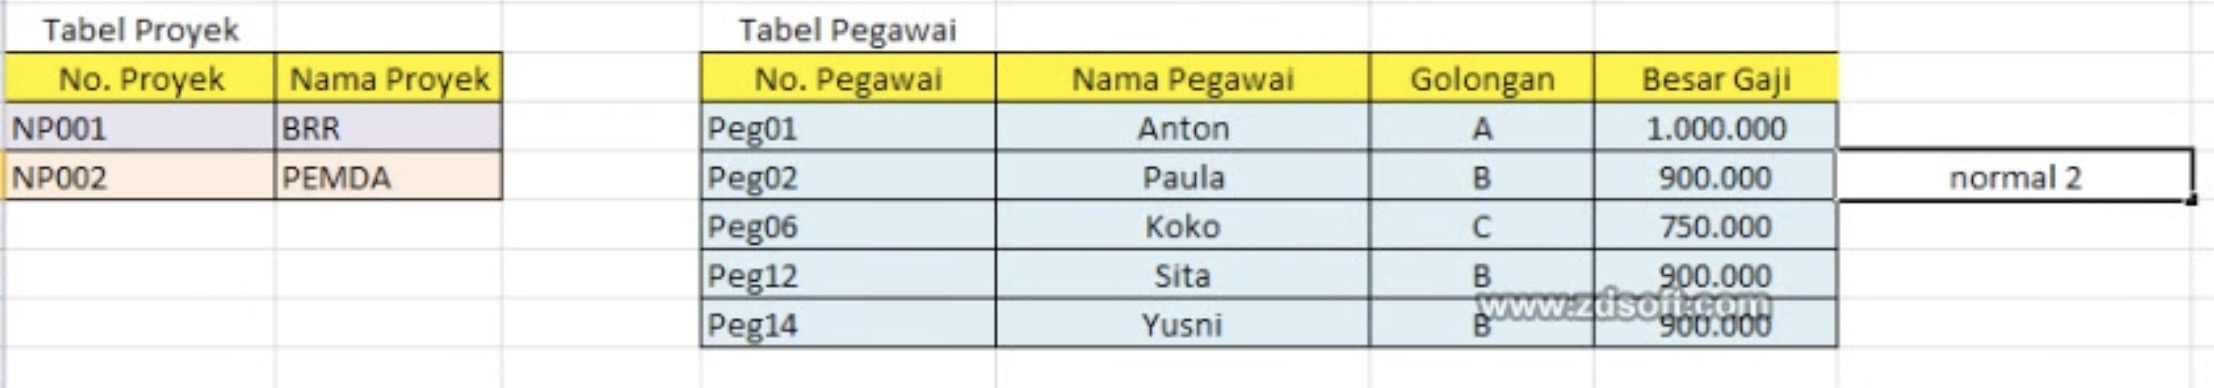 Tabel Proyek Tabel Pegawai
No. Proyek Nama Proyek No. Pegawai Nama Pegawai Golongan Besar Gaji
NP001 BRR Peg01 Anton A 1.000.000
NP002 PEMDA Peg02 Paula B 900.000 normal 2
Peg06 Koko C 750.000
Peg12 Sita B 900.000
www.zdsoft.com
Peg14 Yusni B 900.000